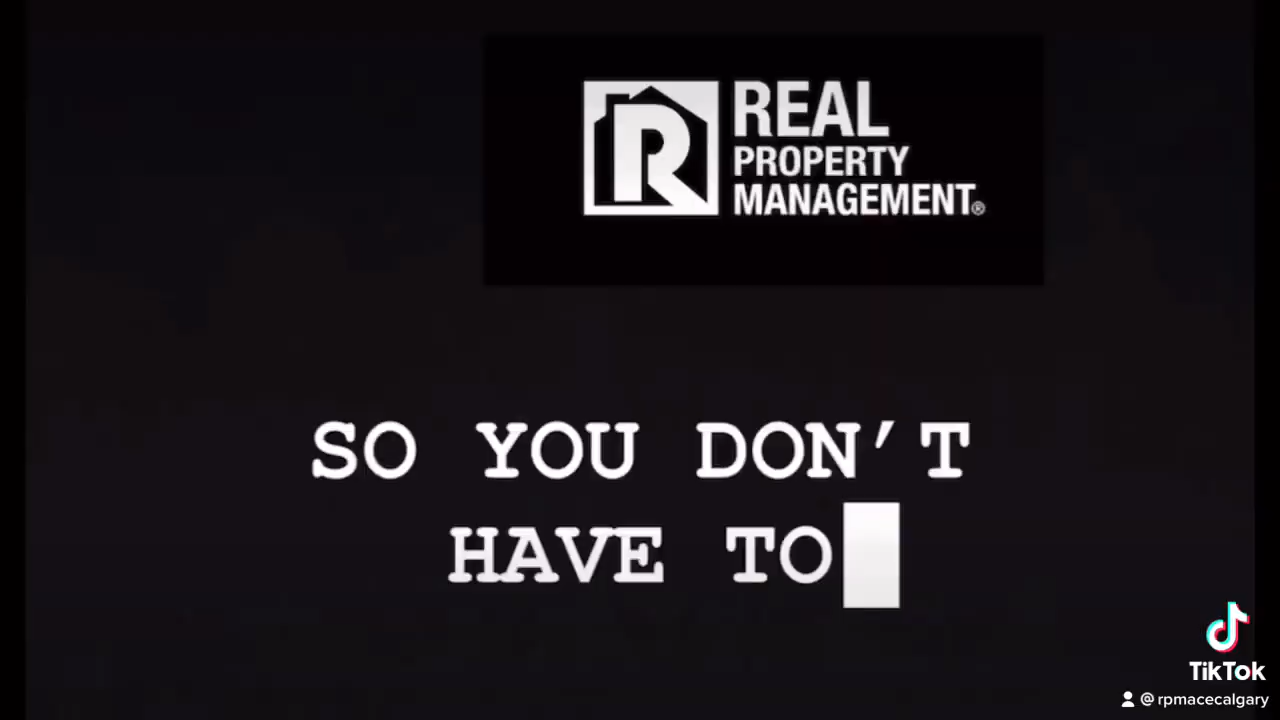 REAL
PROPERTY
MANAGEMENT®
SO YOU DON'T
HAVE TO
TikTok
@rpmacecalgary